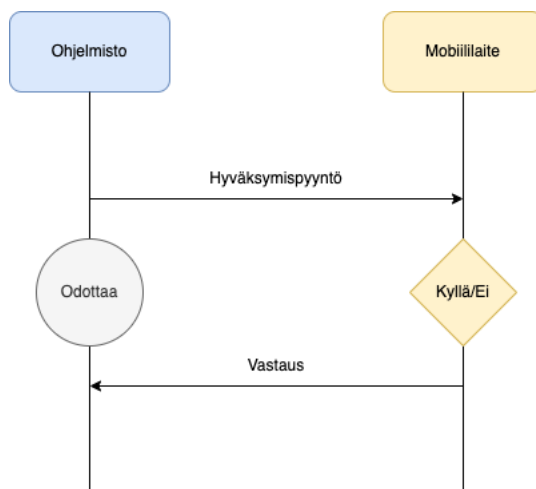 Ohjelmisto
Mobiililaite
Hyväksymispyyntö
Odottaa
Kyllä/Ei
Vastaus